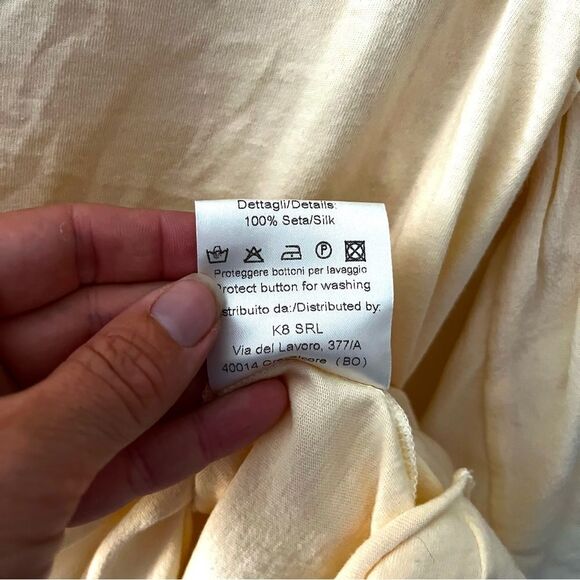 Dettagli/Details:
100% Seta/Silk
P
Proteggere bottoni per lavaggio
Protect button for washing
stribuito da:/Distributed by:
K8 SRL
Via del Lavoro, 377/A
40014 (BO)